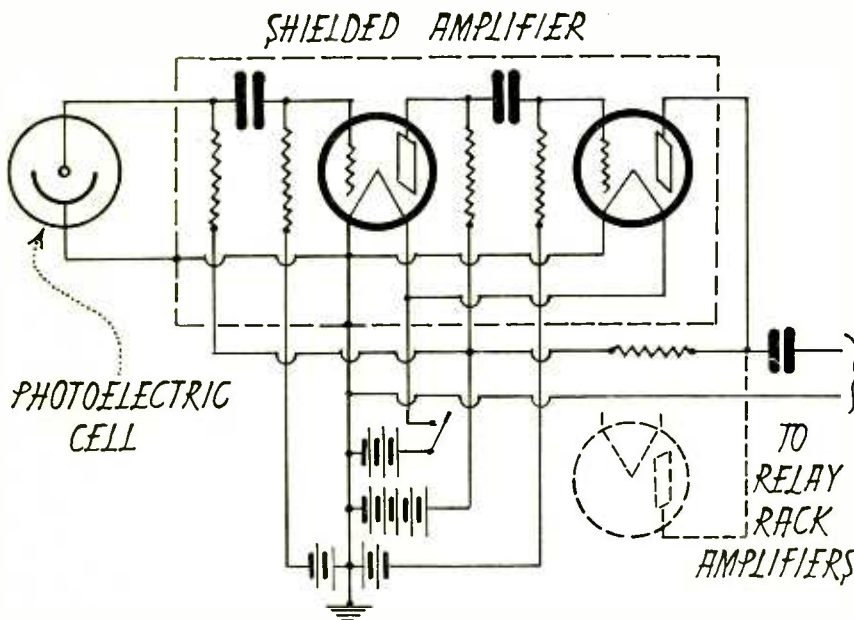 SHIELDED AMPLIFIER
PHOTOELECTRIC
CELL
TO
RELAY
RACK
AMPLIFIERS